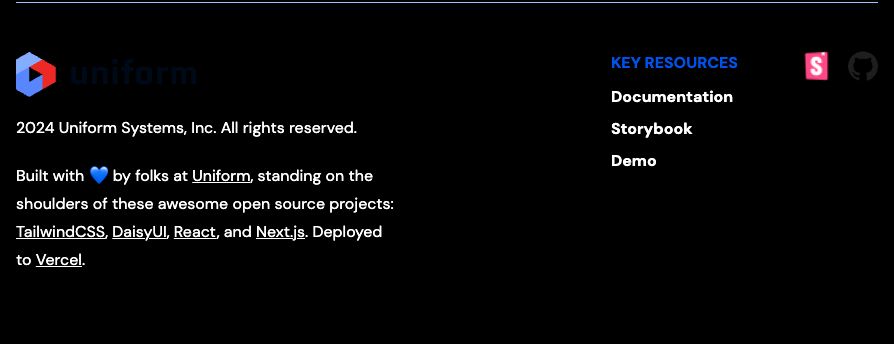 uniform
2024 Uniform Systems, Inc. All rights reserved.
Built with 💙 by folks at Uniform, standing on the
shoulders of these awesome open source projects:
TailwindCSS, DaisyUI, React, and Next.js. Deployed
to Vercel.
KEY RESOURCES
Documentation
Storybook
Demo
S